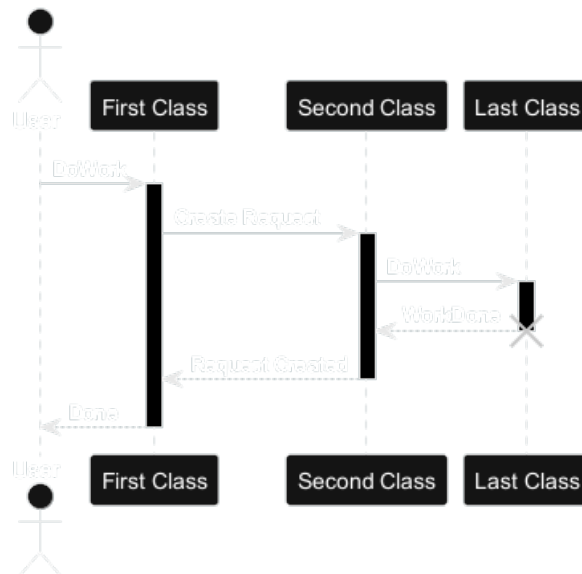 User
First Class
Second Class
Last Class
DoWork
Create Request
DoWork
WorkDone
Request Created
Done
User
First Class
Second Class
Last Class